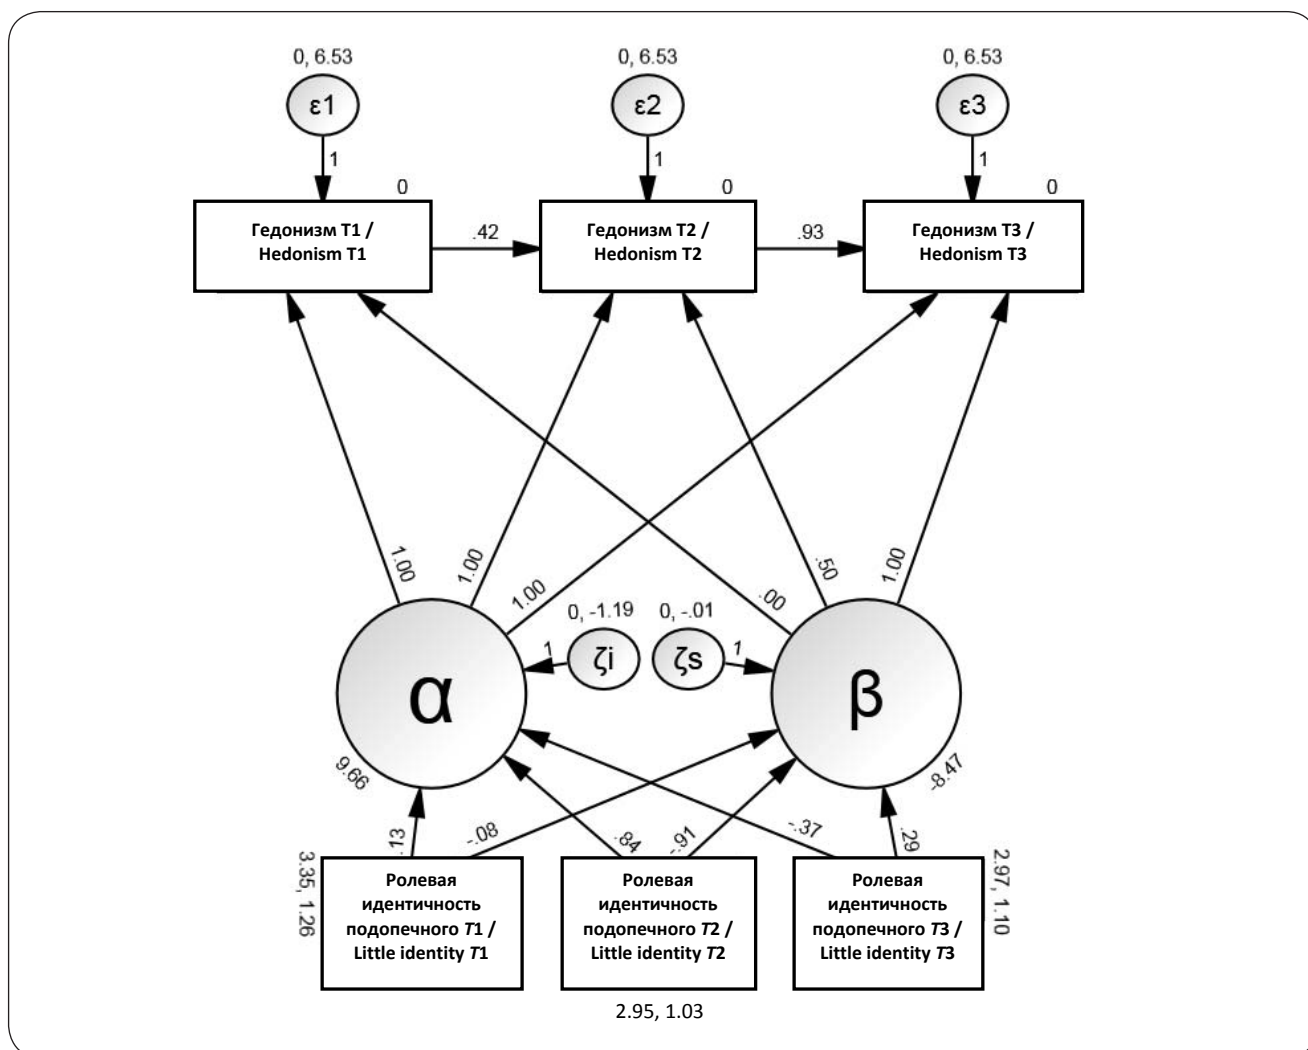 0, 6.53
0, 6.53
0, 6.53
ε1
ε2
ε3
1
1
1
0
0
0
Гедонизм T1 /
Hedonism T1
.42
Гедонизм T2 /
Hedonism T2
.93
Гедонизм T3 /
Hedonism T3
1.00
1.00
1.00
.00
.50
1.00
0, -1.19
0, -.01
1
ζi
ζs
1
α
β
9.66
-8.47
.13
-.08
.84
-.91
-.37
.29
3.35, 1.26
Ролевая
идентичность
подопечного T1 /
Little identity T1
Ролевая
идентичность
подопечного T2 /
Little identity T2
Ролевая
идентичность
подопечного T3 /
Little identity T3
2.97, 1.10
2.95, 1.03